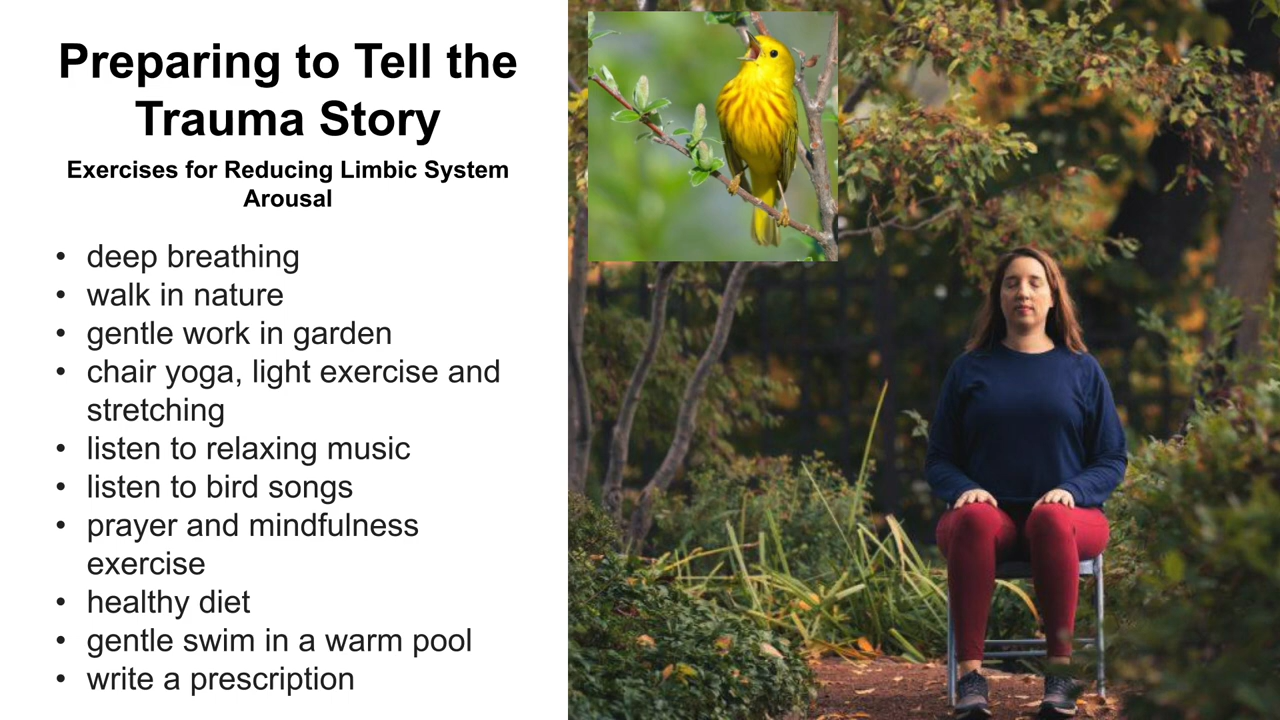 Preparing to Tell the
Trauma Story
Exercises for Reducing Limbic System
Arousal
• deep breathing
• walk in nature
• gentle work in garden
• chair yoga, light exercise and
stretching
• listen to relaxing music
• listen to bird songs
• prayer and mindfulness
exercise
• healthy diet
• gentle swim in a warm pool
• write a prescription